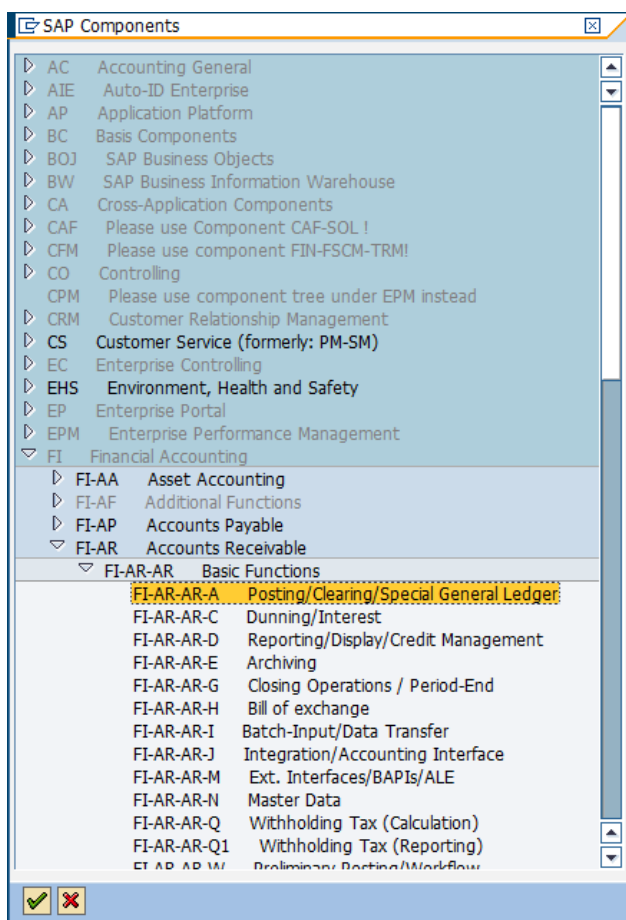 SAP Components
AC Accounting General
AIE Auto-ID Enterprise
AP Application Platform
BC Basis Components
BOJ SAP Business Objects
BW SAP Business Information Warehouse
CA Cross-Application Components
CAF Please use Component CAF-SOL !
CFM Please use component FIN-FSCM-TRM!
CO Controlling
CPM Please use component tree under EPM instead
CRM Customer Relationship Management
CS Customer Service (formerly: PM-SM)
EC Enterprise Controlling
EHS Environment, Health and Safety
EP Enterprise Portal
EPM Enterprise Performance Management
FI Financial Accounting
FI-AA Asset Accounting
FI-AF Additional Functions
FI-AP Accounts Payable
FI-AR Accounts Receivable
FI-AR-AR Basic Functions
FI-AR-AR-A Posting/Clearing/Special General Ledger
FI-AR-AR-C Dunning/Interest
FI-AR-AR-D Reporting/Display/Credit Management
FI-AR-AR-E Archiving
FI-AR-AR-G Closing Operations / Period-End
FI-AR-AR-H Bill of exchange
FI-AR-AR-I Batch-Input/Data Transfer
FI-AR-AR-J Integration/Accounting Interface
FI-AR-AR-M Ext. Interfaces/BAPIs/ALE
FI-AR-AR-N Master Data
FI-AR-AR-Q Withholding Tax (Calculation)
FI-AR-AR-Q1 Withholding Tax (Reporting)
FI-AR-AR-W Preliminary Posting/Workflow